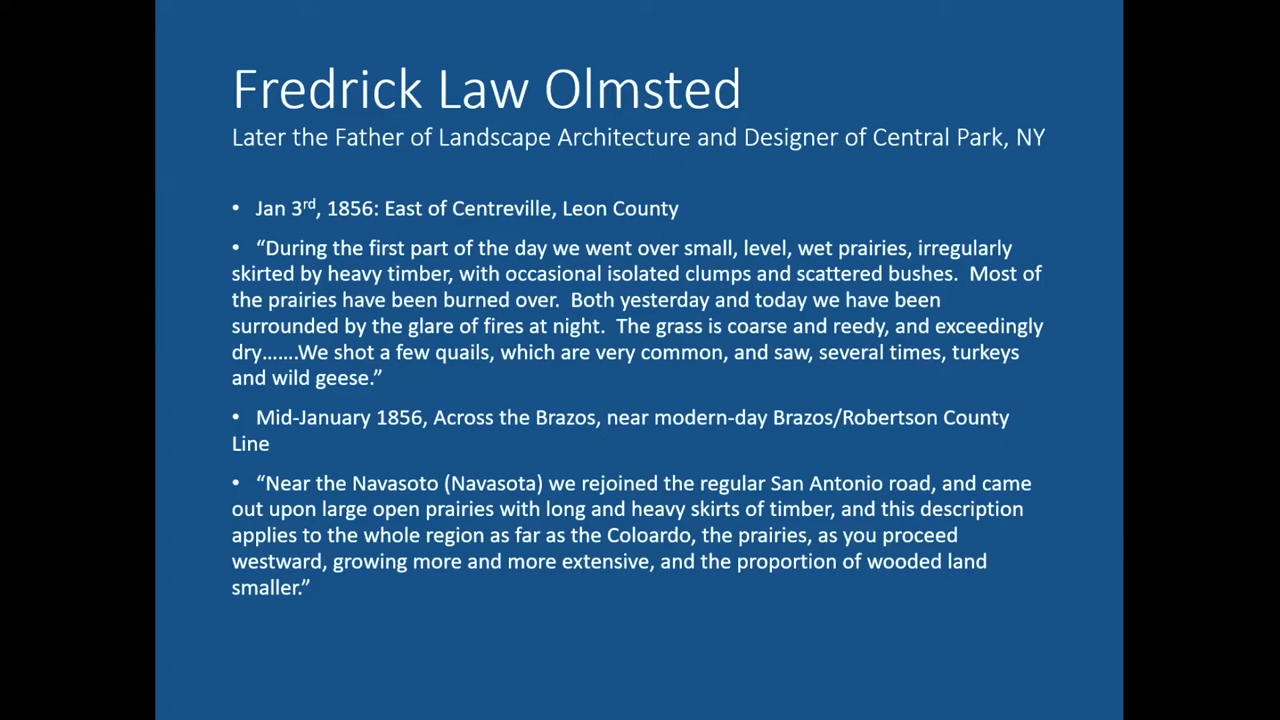 Fredrick Law Olmsted
Later the Father of Landscape Architecture and Designer of Central Park, NY
• Jan 3rd, 1856: East of Centreville, Leon County
• “During the first part of the day we went over small, level, wet prairies, irregularly
skirted by heavy timber, with occasional isolated clumps and scattered bushes.  Most of
the prairies have been burned over.  Both yesterday and today we have been
surrounded by the glare of fires at night.  The grass is coarse and reedy, and exceedingly
dry…….We shot a few quails, which are very common, and saw, several times, turkeys
and wild geese.”
• Mid-January 1856, Across the Brazos, near modern-day Brazos/Robertson County
Line
• “Near the Navasoto (Navasota) we rejoined the regular San Antonio road, and came
out upon large open prairies with long and heavy skirts of timber, and this description
applies to the whole region as far as the Coloardo, the prairies, as you proceed
westward, growing more and more extensive, and the proportion of wooded land
smaller.”